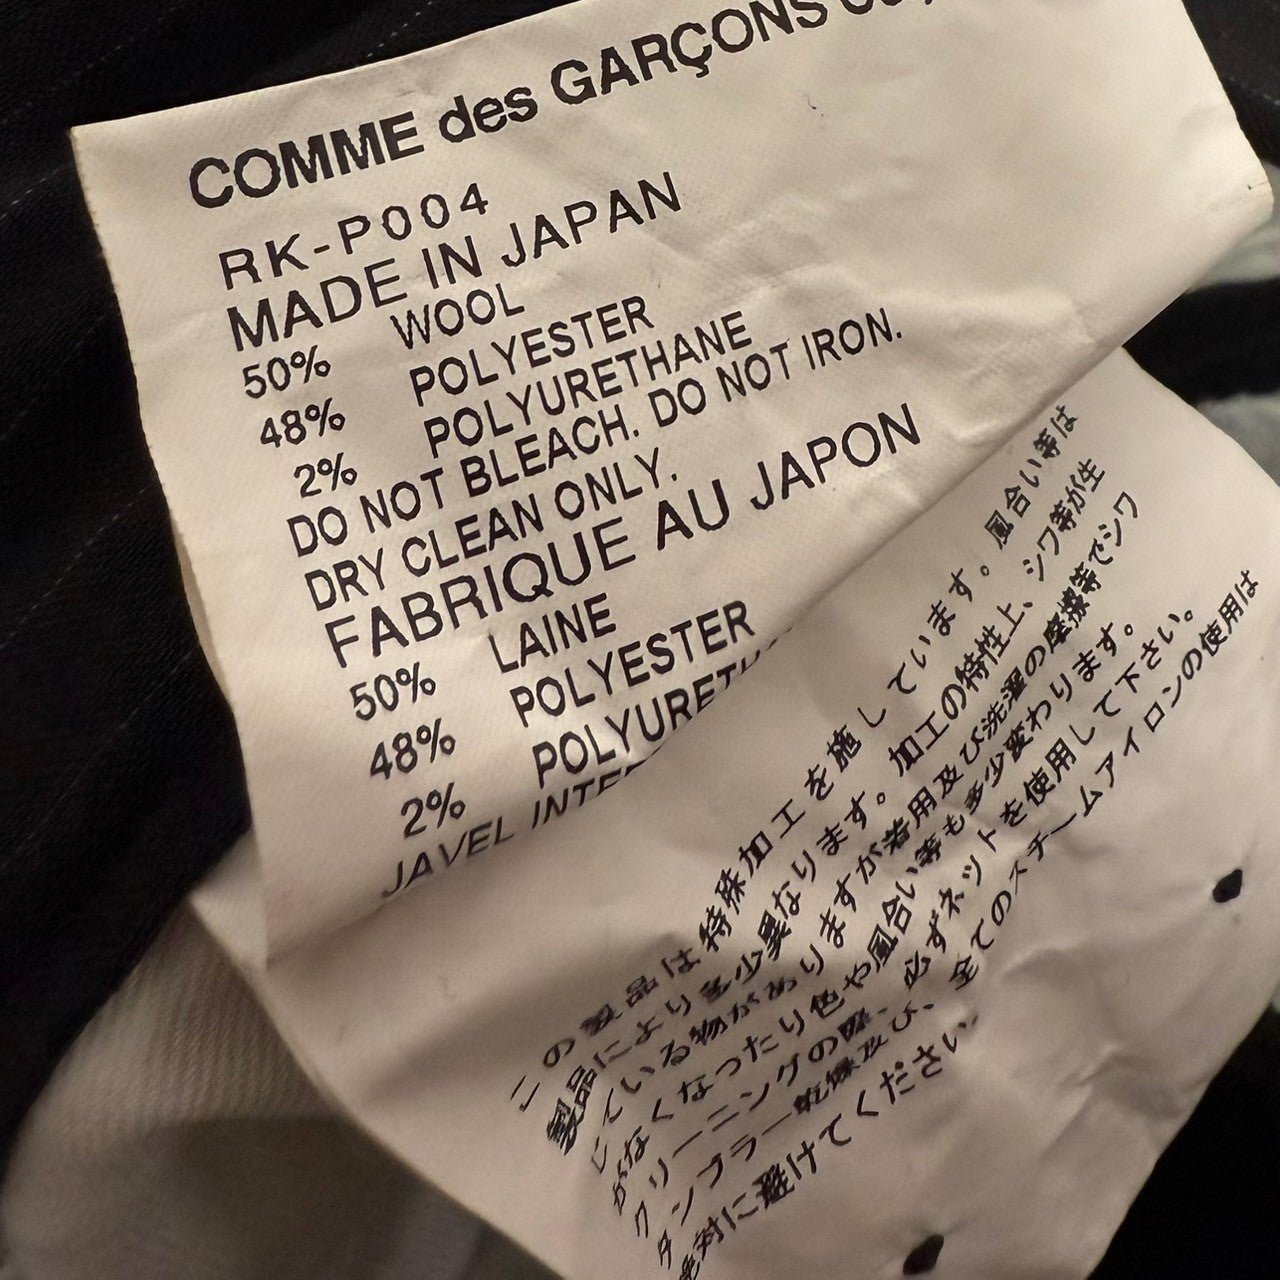 COMME des GARÇONS
RK-P004
MADE IN JAPAN
50% WOOL
48% POLYESTER
2% POLYURETHANE
DO NOT BLEACH. DO NOT IRON.
DRY CLEAN ONLY.
FABRIQUE AU JAPON
50% LAINE
48% POLYESTER
2% POLYURETH
JAVEL INTE
この製品は特殊加工を施しています。風合い等は
製品により多少異なります。加工の特性上、シワ等が生
じている物がありますが着用及び洗濯の摩擦等でシワ
がなくなったり色や風合い等も多少変わります。
クリーニングの際、必ずネットを使用して下さい。
タンブラー乾燥及び、全てのスチームアイロンの使用は
絶対に避けてください。